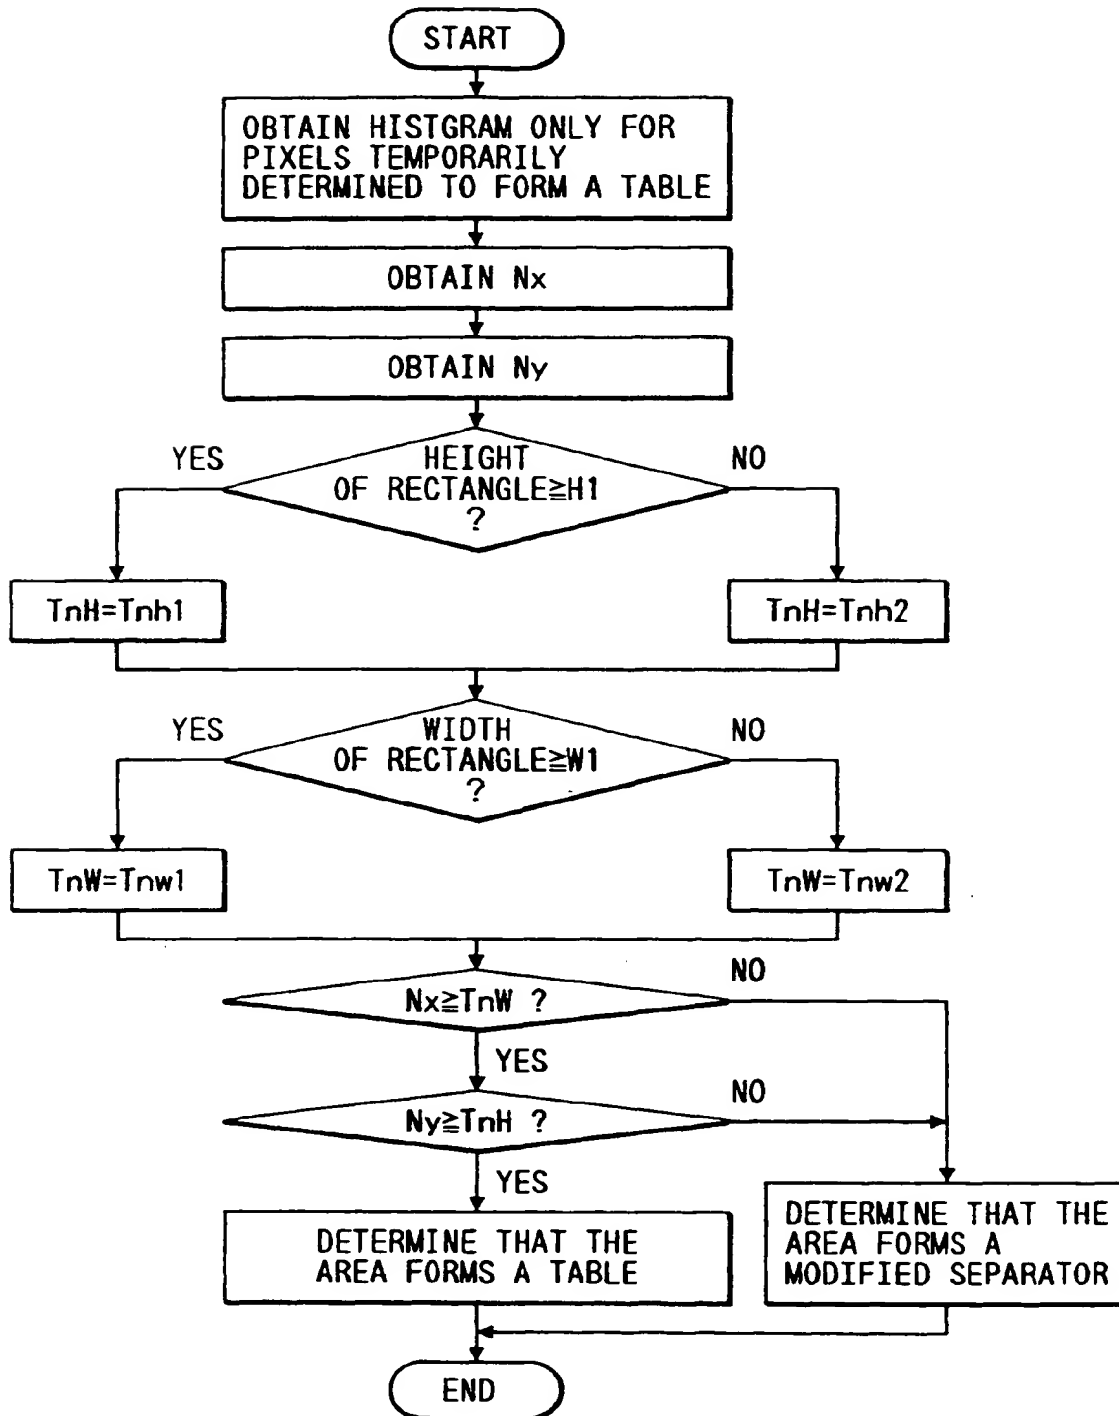 START
OBTAIN HISTGRAM ONLY FOR
PIXELS TEMPORARILY
DETERMINED TO FORM A TABLE
OBTAIN Nx
OBTAIN Ny
YES
HEIGHT
OF RECTANGLE≧H1
?
NO
TnH=Tnh1
TnH=Tnh2
YES
WIDTH
OF RECTANGLE≧W1
?
NO
TnW=Tnw1
TnW=Tnw2
Nx≧TnW ?
NO
YES
Ny≧TnH ?
NO
YES
DETERMINE THAT THE
AREA FORMS A TABLE
DETERMINE THAT THE
AREA FORMS A
MODIFIED SEPARATOR
END